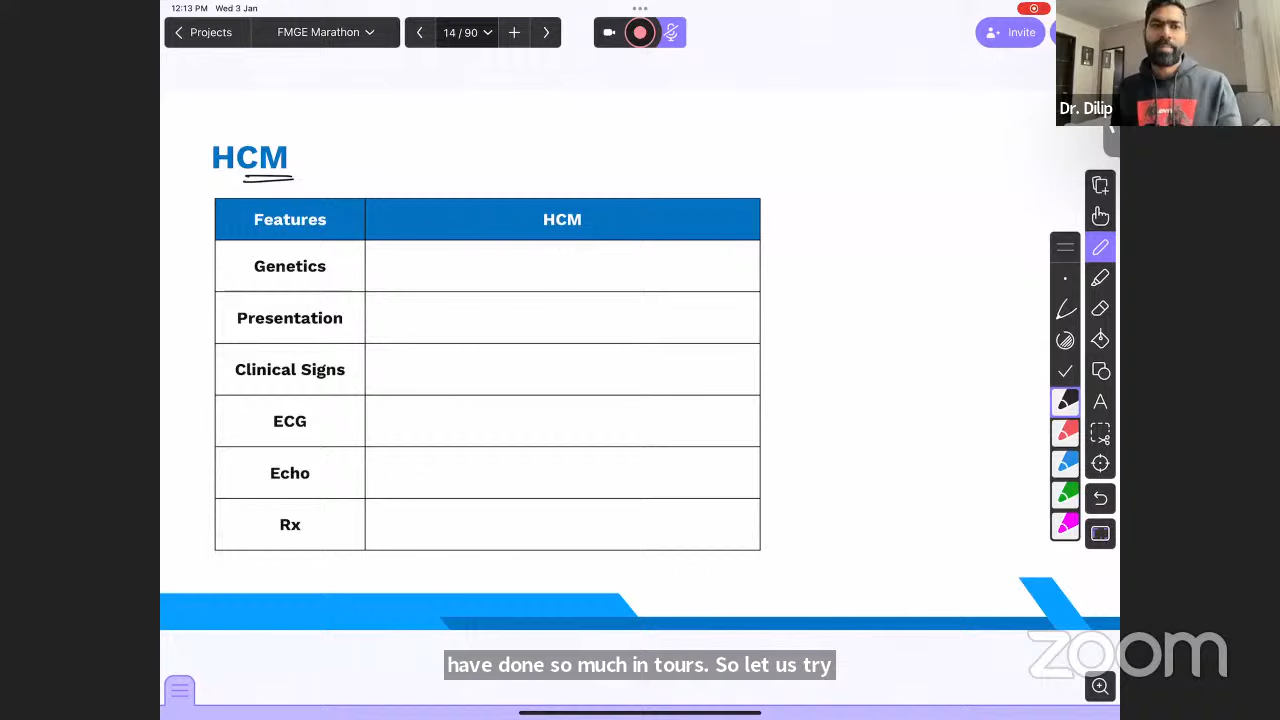 12:13 PM Wed 3 Jan
Projects
FMGE Marathon
14 / 90
Invite
Dr. Dilip
HCM
Features
HCM
Genetics
Presentation
Clinical Signs
ECG
Echo
Rx
have done so much in tours. So let us try
zoom